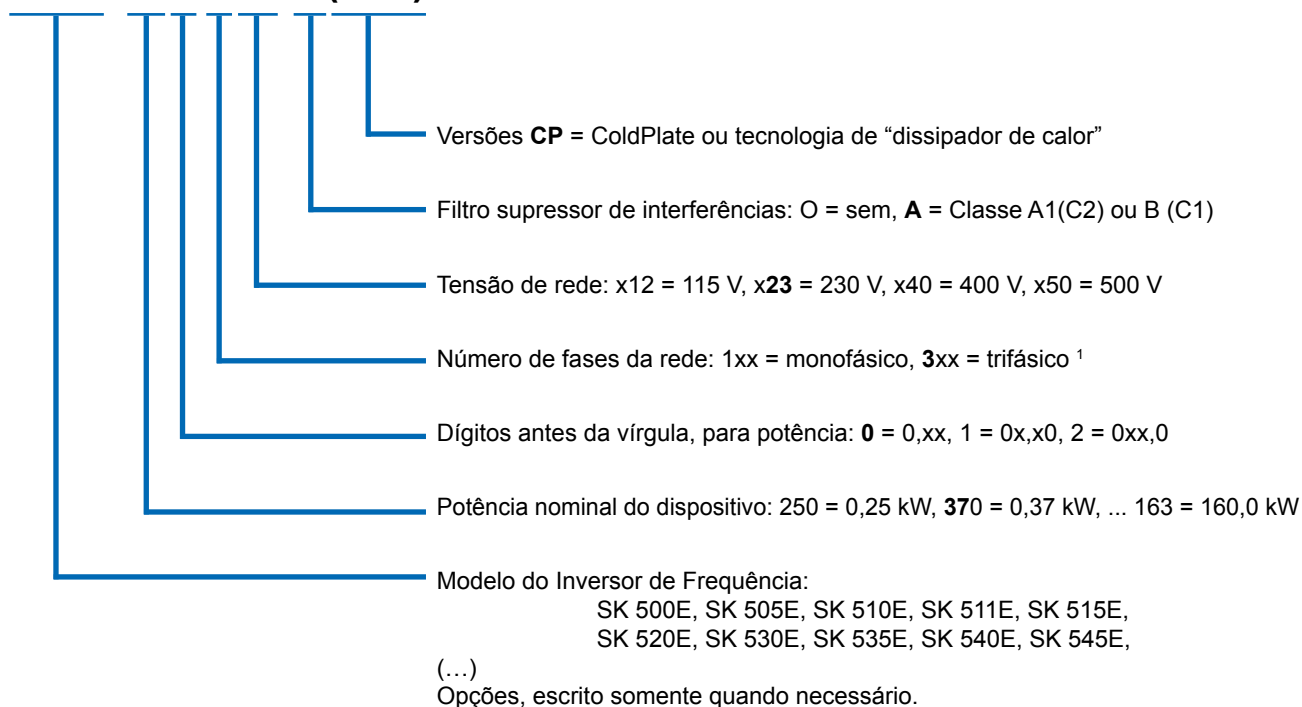 Versões CP = ColdPlate ou tecnologia de “dissipador de calor”
Filtro supressor de interferências: O = sem, A = Classe A1(C2) ou B (C1)
Tensão de rede: x12 = 115 V, x23 = 230 V, x40 = 400 V, x50 = 500 V
Número de fases da rede: 1xx = monofásico, 3xx = trifásico ¹
Dígitos antes da vírgula, para potência: 0 = 0,xx, 1 = 0x,x0, 2 = 0xx,0
Potência nominal do dispositivo: 250 = 0,25 kW, 370 = 0,37 kW, ... 163 = 160,0 kW
Modelo do Inversor de Frequência:
SK 500E, SK 505E, SK 510E, SK 511E, SK 515E,
SK 520E, SK 530E, SK 535E, SK 540E, SK 545E,
(…)
Opções, escrito somente quando necessário.